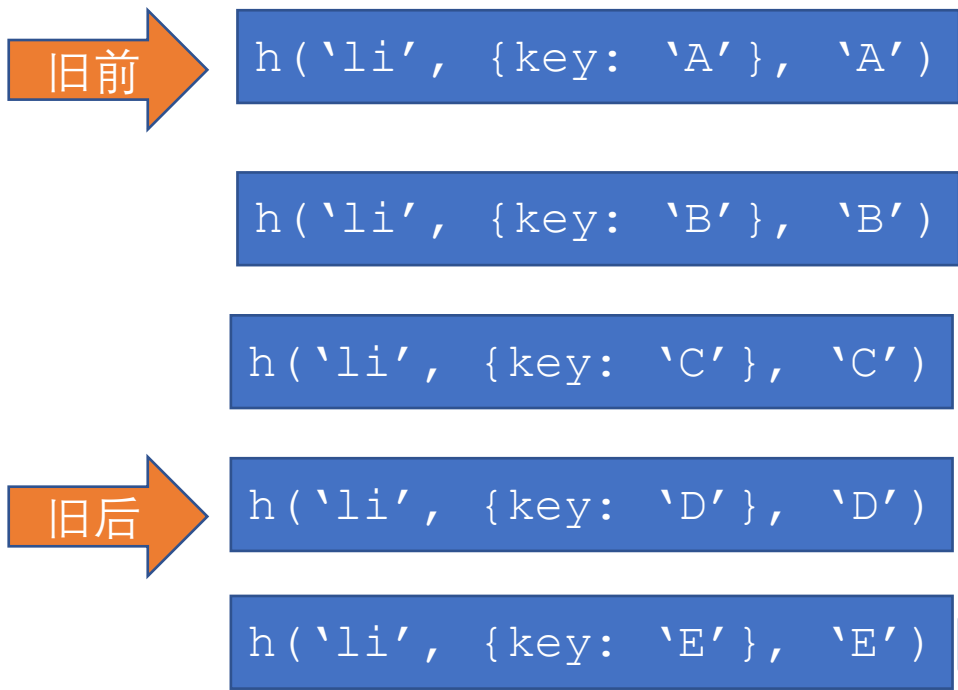 旧前
h(‘li’, {key: ‘A’}, ‘A’)
h(‘li’, {key: ‘B’}, ‘B’)
h(‘li’, {key: ‘C’}, ‘C’)
旧后
h(‘li’, {key: ‘D’}, ‘D’)
h(‘li’, {key: ‘E’}, ‘E’)